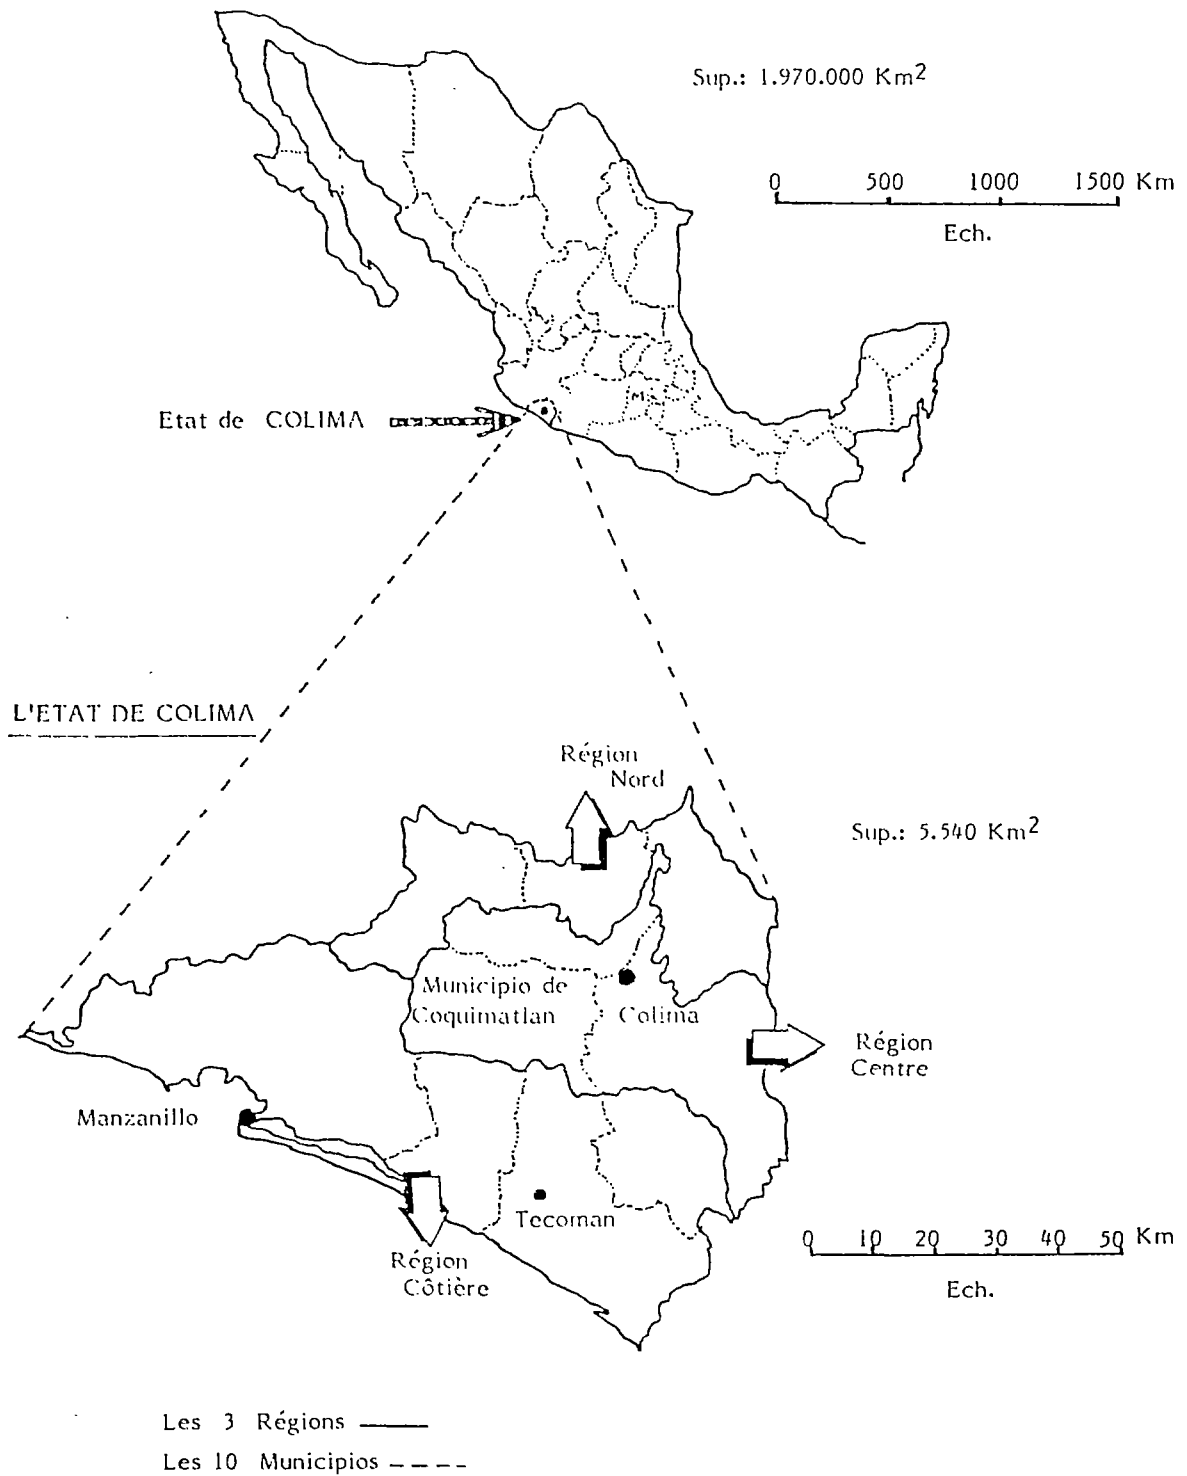 Sup.: 1.970.000 Km2
0 500 1000 1500 Km
Ech.
M
Etat de COLIMA
L'ETAT DE COLIMA
Région
Nord
Sup.: 5.540 Km2
Municipio de
Coquimatlan
Colima
Région
Centre
Manzanillo
Tecoman
Région
Côtière
0 10 20 30 40 50 Km
Ech.
Les 3 Régions
Les 10 Municipios